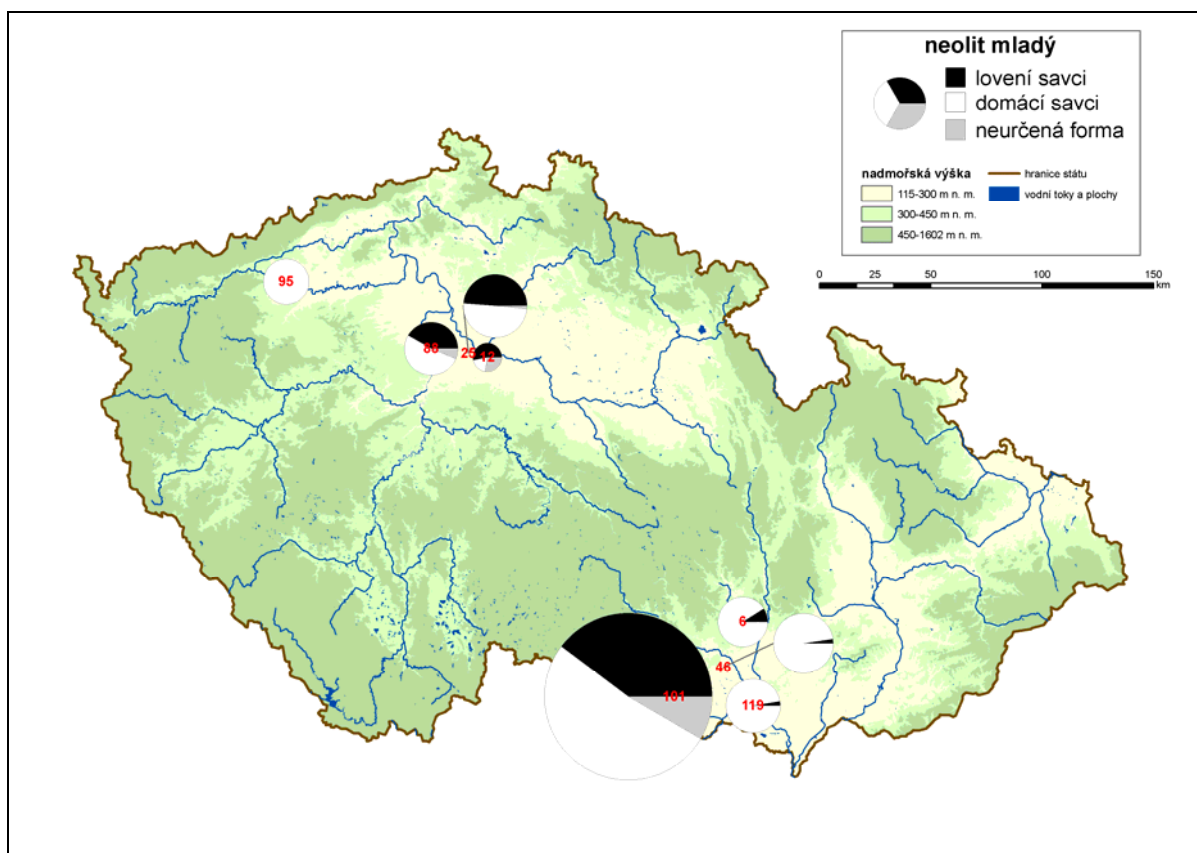 neolit mladý
lovení savci
domácí savci
neurčená forma
nadmořská výška
hranice státu
115-300 m n. m.
vodní toky a plochy
300-450 m n. m.
450-1602 m n. m.
0 25 50 100 150
km
95
88
25
12
6
46
101
119